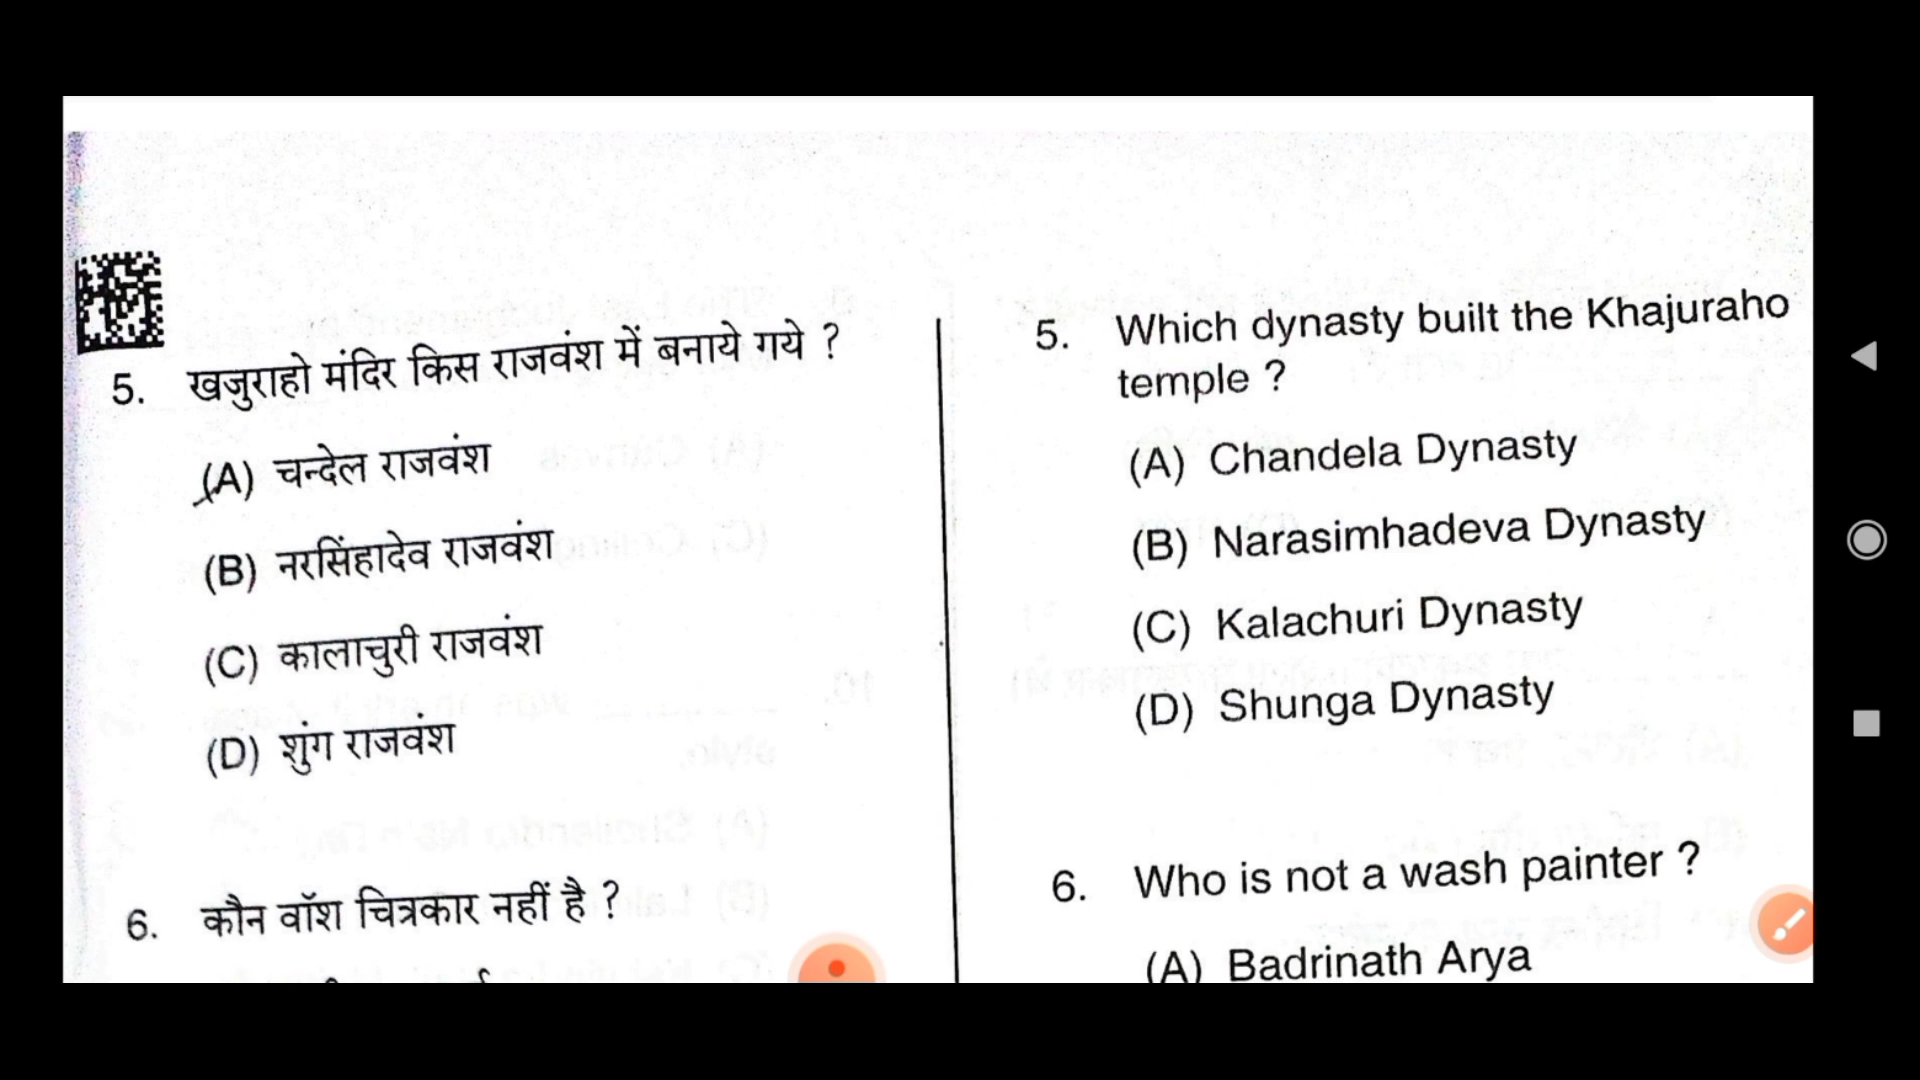 5. खजुराहो मंदिर किस राजवंश में बनाये गये ?
(A) चन्देल राजवंश
(B) नरसिंहादेव राजवंश
(C) कालाचुरी राजवंश
(D) शुंग राजवंश
6. कौन वॉश चित्रकार नहीं है ?
5. Which dynasty built the Khajuraho
temple ?
(A) Chandela Dynasty
(B) Narasimhadeva Dynasty
(C) Kalachuri Dynasty
(D) Shunga Dynasty
6. Who is not a wash painter ?
(A) Badrinath Arya